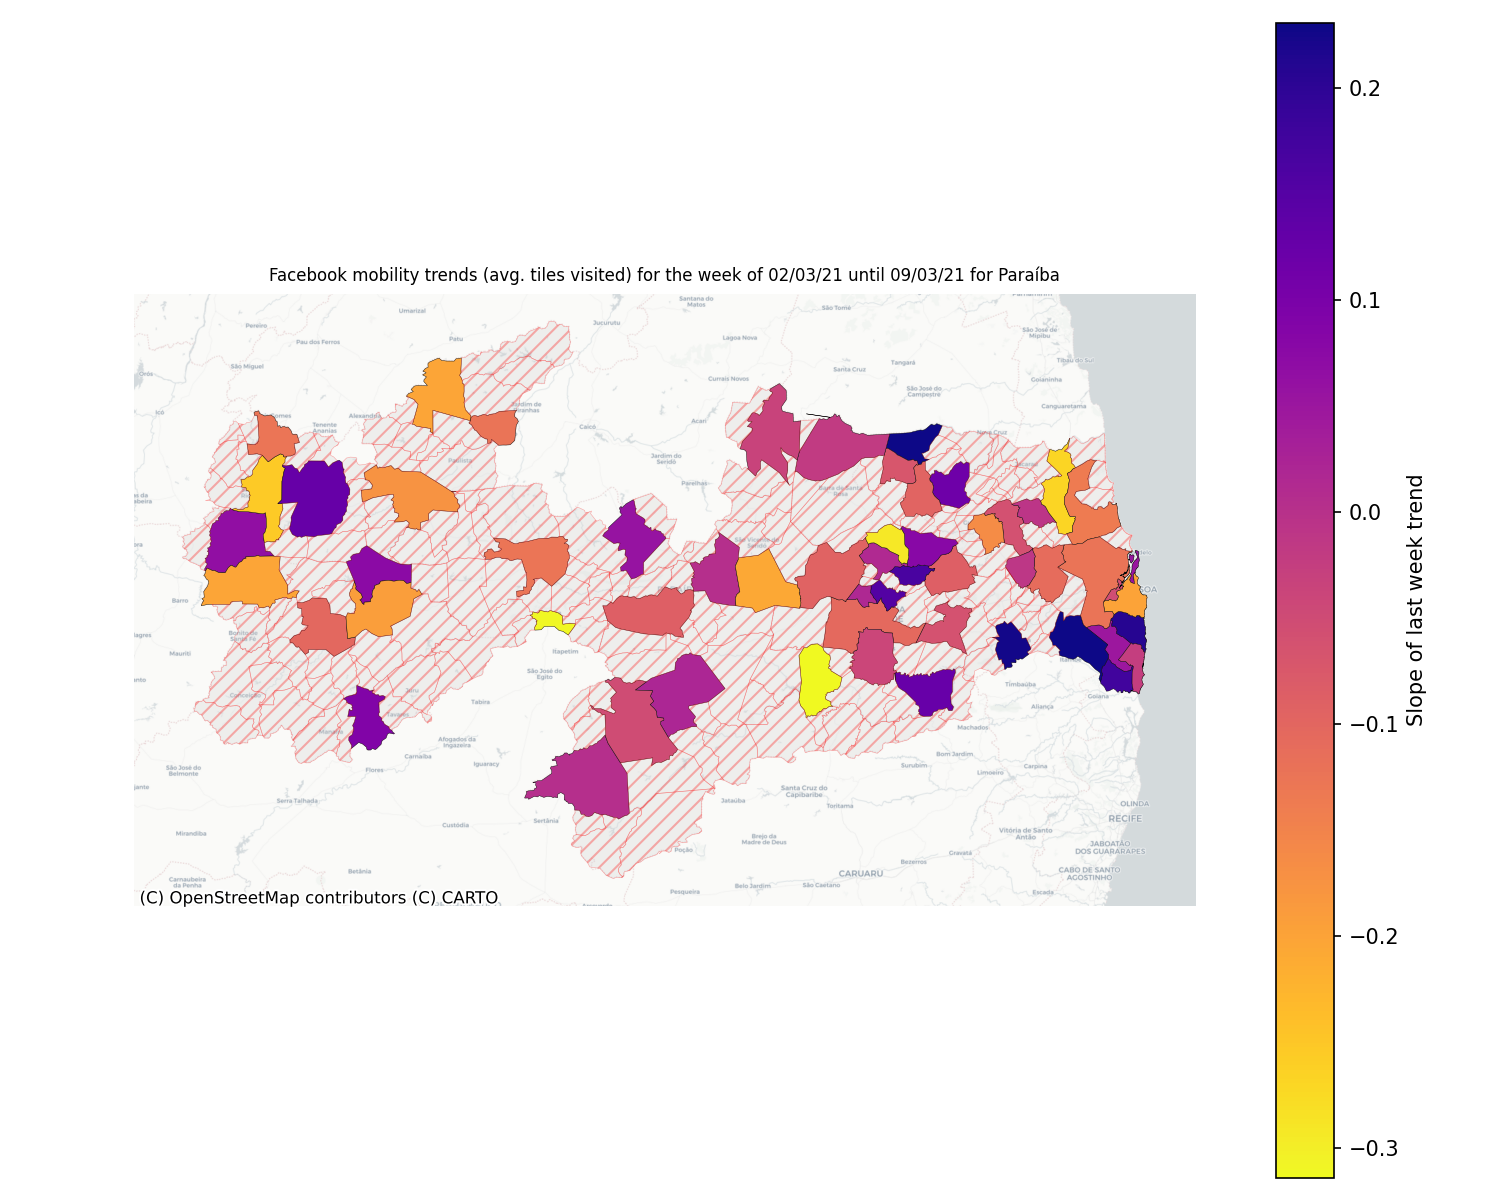 Facebook mobility trends (avg. tiles visited) for the week of 02/03/21 until 09/03/21 for Paraíba
Santana do
Matos
São Tomé
Umarizal
Jucurutu
Pereiro
Patu
Lagoa Nova
São José de
Mipibu
Pau dos Ferros
Tibau do Sul
São Miguel
Tangará
Santa Cruz
Orós
Currais Novos
Goianinha
São José do
Campestre
Icó
Jardim de
Piranhas
Canguaretama
Alexandria
Tenente
Ananias
Caicó
Acari
Nova Cruz
Jardim do
Seridó
Paulista
Parelhas
Barro
Mauriti
Itapetim
São José do
Egito
Timbaúba
Goiana
Conceição
Tabira
Aliança
Manaíra
Machados
Afogados da
Ingazeira
Carnaíba
Flores
Iguaracy
Bom Jardim
Surubim
Limoeiro
Carpina
São José do
Belmonte
Santa Cruz do
Capibaribe
Jataúba
Toritama
Serra Talhada
OLINDA
RECIFE
Custódia
Sertânia
Mirandiba
Brejo da
Madre de Deus
Vitória de Santo
Antão
JABOATÃO
DOS GUARARAPES
Poção
Gravatá
Bezerros
Betânia
CARUARU
CABO DE SANTO
AGOSTINHO
Carnaubeira
da Penha
Pesqueira
Belo Jardim
São Caetano
Escada
(C) OpenStreetMap contributors (C) CARTO
0.2
0.1
0.0
−0.1
−0.2
−0.3
Slope of last week trend